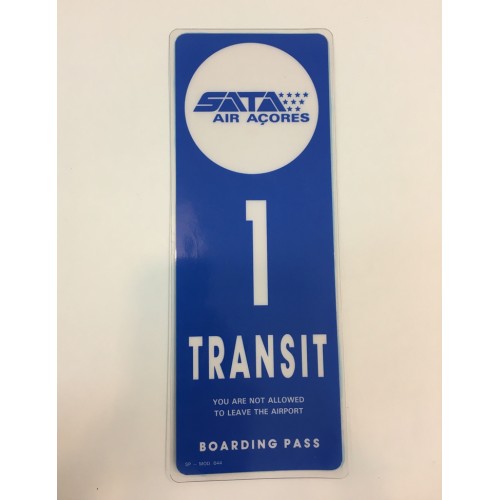 SATA
AIR AÇORES
1
TRANSIT
YOU ARE NOT ALLOWED
TO LEAVE THE AIRPORT
BOARDING PASS